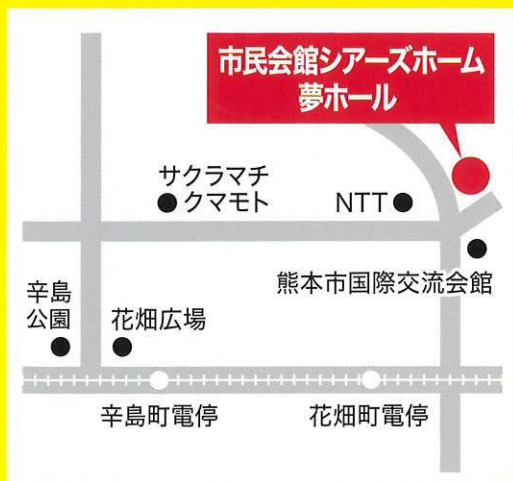 市民会館シアーズホーム
夢ホール
サクラマチ
クマモト
NTT
熊本市国際交流会館
辛島
公園
花畑広場
辛島町電停
花畑町電停